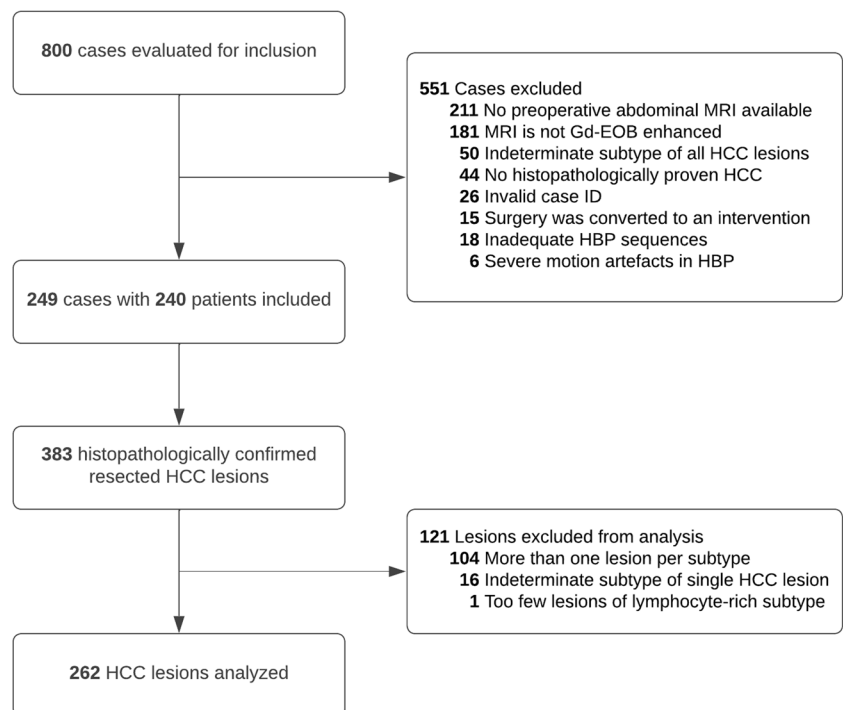 800 cases evaluated for inclusion
551 Cases excluded
211 No preoperative abdominal MRI available
181 MRI is not Gd-EOB enhanced
50 Indeterminate subtype of all HCC lesions
44 No histopathologically proven HCC
26 Invalid case ID
15 Surgery was converted to an intervention
18 Inadequate HBP sequences
6 Severe motion artefacts in HBP
249 cases with 240 patients included
383 histopathologically confirmed
resected HCC lesions
121 Lesions excluded from analysis
104 More than one lesion per subtype
16 Indeterminate subtype of single HCC lesion
1 Too few lesions of lymphocyte-rich subtype
262 HCC lesions analyzed